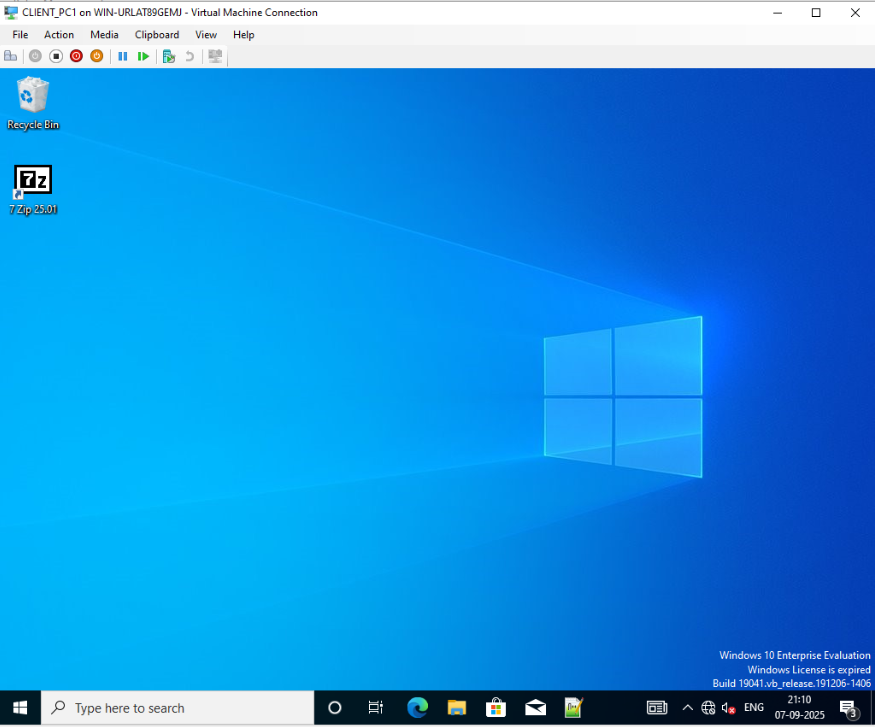 CLIENT_PC1 on WIN-URLAT89GEMJ - Virtual Machine Connection
File Action Media Clipboard View Help
Recycle Bin
7z
7 Zip 25.01
Windows 10 Enterprise Evaluation
Windows License is expired
Build 19041.vb_release.191206-1406
Type here to search
ENG
21:10
07-09-2025
3